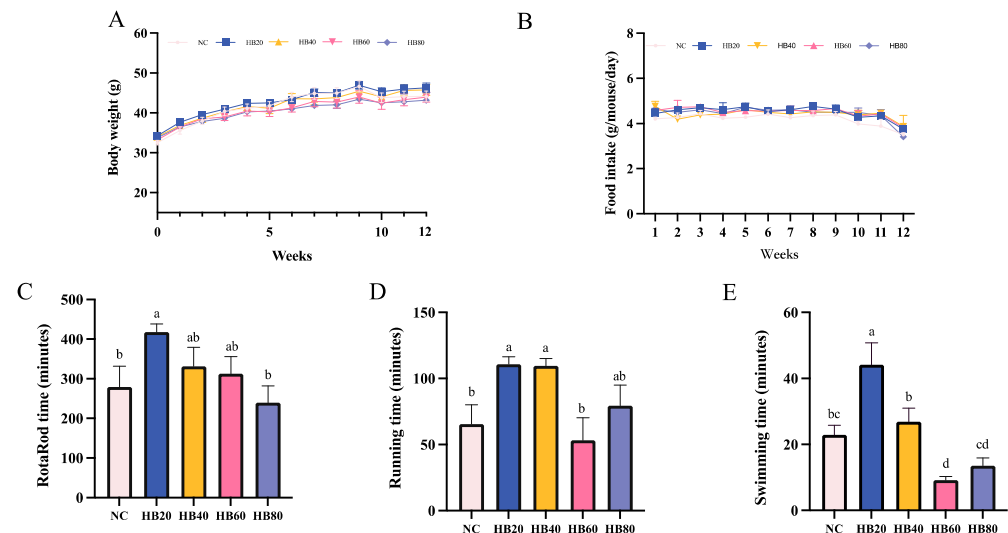 A
Body weight (g)
60
50
40
30
20
NC HB20 HB40 HB60 HB80
0 5 10 12
Weeks
B
Food intake (g/mouse/day)
8
6
4
2
0
NC HB20 HB40 HB60 HB80
1 2 3 4 5 6 7 8 9 10 11 12
Weeks
C
RotaRod time (minutes)
500
400
300
200
100
0
b a ab ab b
NC HB20 HB40 HB60 HB80
D
Running time (minutes)
150
100
50
0
b a a b ab
NC HB20 HB40 HB60 HB80
E
Swimming time (minutes)
60
40
20
0
bc a b d cd
NC HB20 HB40 HB60 HB80